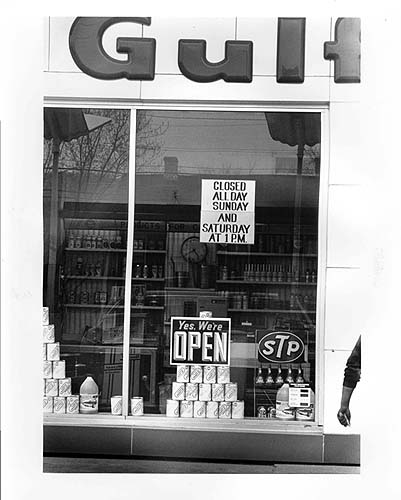 Gulf
CLOSED
ALL DAY
SUNDAY
AND
SATURDAY
AT 1 P.M.
Yes, We're
OPEN
STP